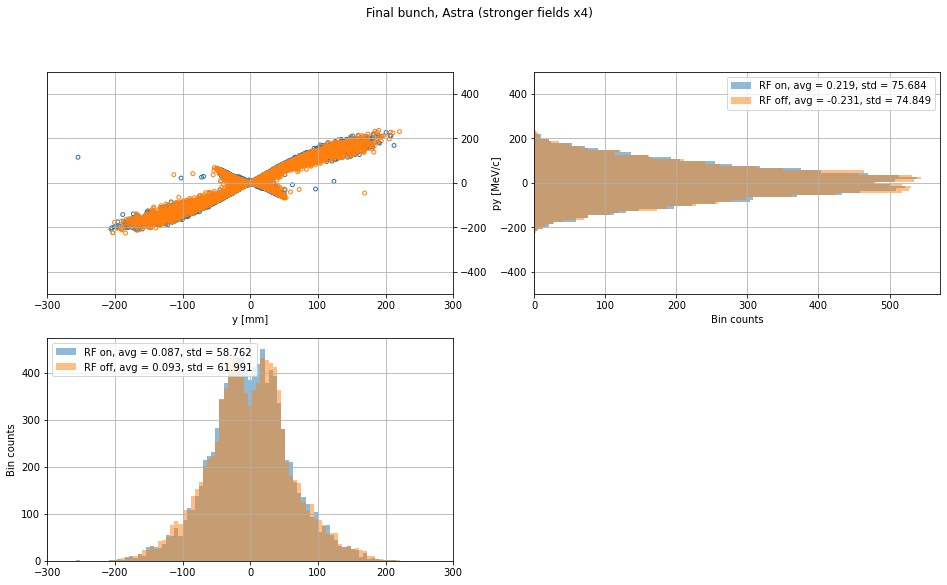 Final bunch, Astra (stronger fields x4)
400
200
0
−200
−400
−300 −200 −100 0 100 200 300
y [mm]
RF on, avg = 0.219, std = 75.684
RF off, avg = -0.231, std = 74.849
py [MeV/c]
400
200
0
−200
−400
0 100 200 300 400 500
Bin counts
RF on, avg = 0.087, std = 58.762
RF off, avg = 0.093, std = 61.991
Bin counts
400
300
200
100
0
−300 −200 −100 0 100 200 300